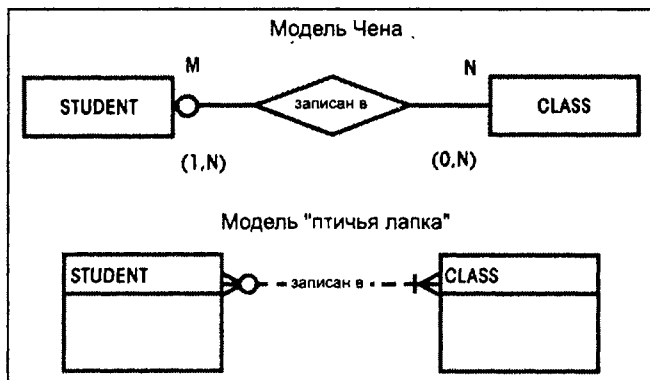 Модель Чена
M N
STUDENT записан в CLASS
(1,N) (0,N)
Модель "птичья лапка"
STUDENT записан в CLASS